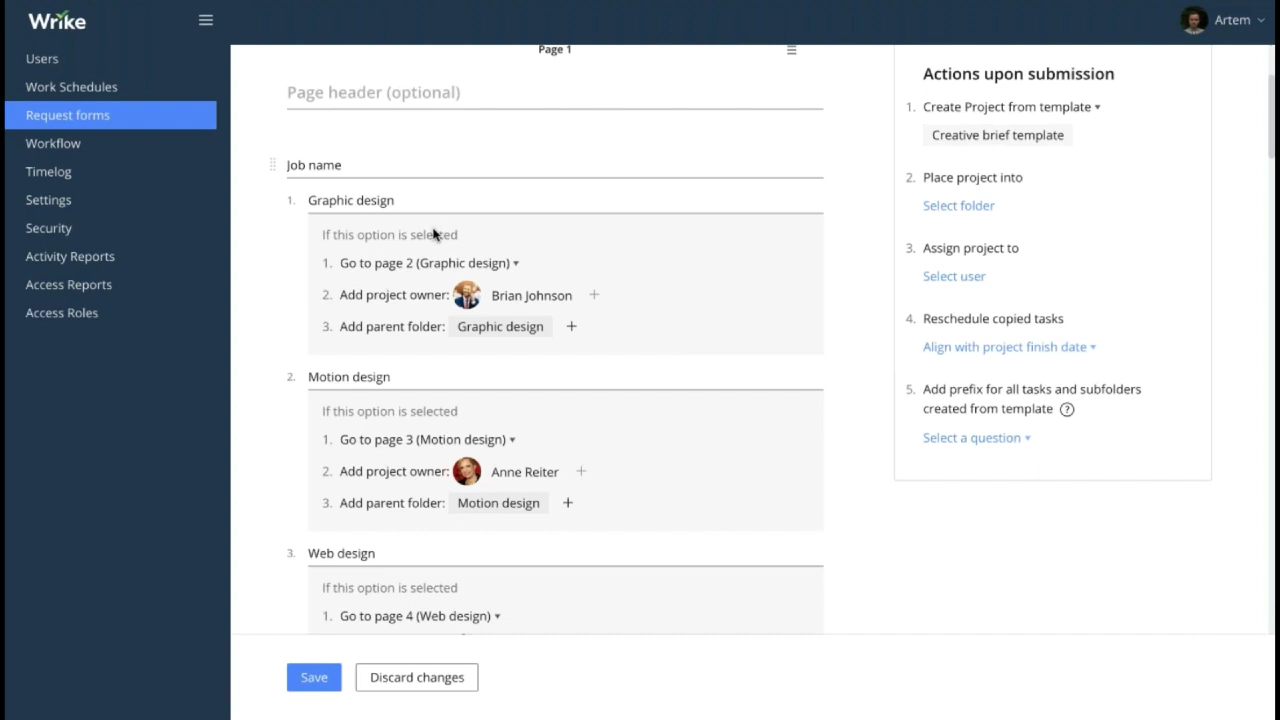 Wrike
Artem
Users
Work Schedules
Request forms
Workflow
Timelog
Settings
Security
Activity Reports
Access Reports
Access Roles
Page 1
Page header (optional)
Job name
1. Graphic design
If this option is selected
1. Go to page 2 (Graphic design)
2. Add project owner: Brian Johnson +
3. Add parent folder: Graphic design +
2. Motion design
If this option is selected
1. Go to page 3 (Motion design)
2. Add project owner: Anne Reiter +
3. Add parent folder: Motion design +
3. Web design
If this option is selected
1. Go to page 4 (Web design)
Save
Discard changes
Actions upon submission
1. Create Project from template
Creative brief template
2. Place project into
Select folder
3. Assign project to
Select user
4. Reschedule copied tasks
Align with project finish date
5. Add prefix for all tasks and subfolders
created from template ?
Select a question